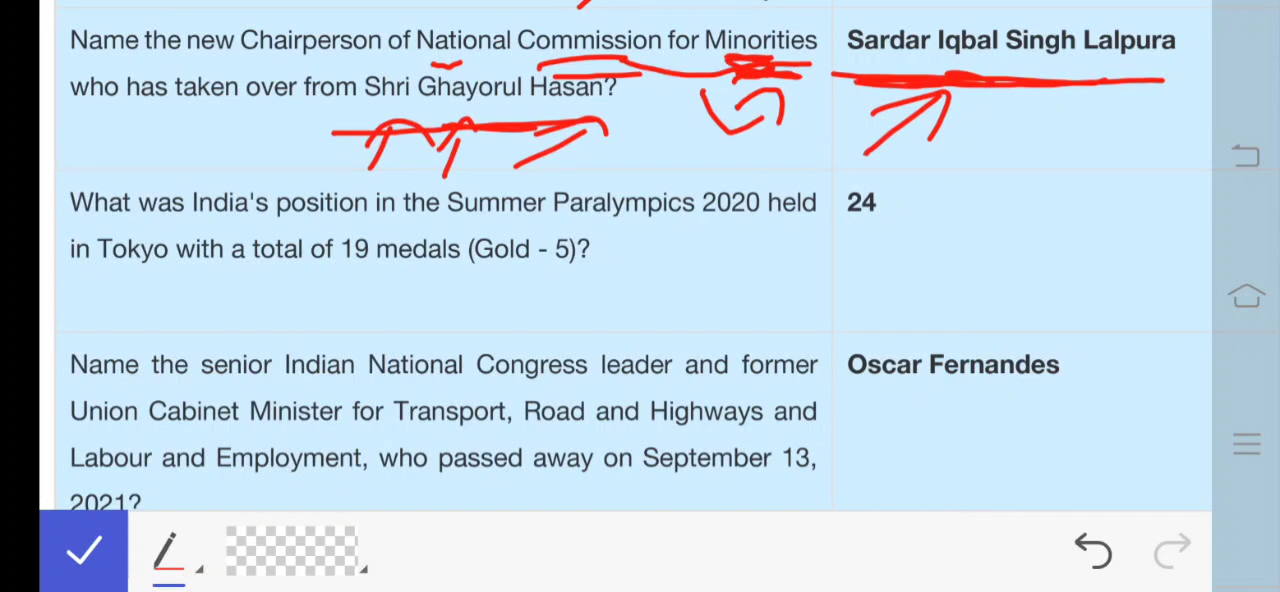 Name the new Chairperson of National Commission for Minorities
who has taken over from Shri Ghayorul Hasan?
Sardar Iqbal Singh Lalpura
What was India's position in the Summer Paralympics 2020 held
in Tokyo with a total of 19 medals (Gold - 5)?
24
Name the senior Indian National Congress leader and former
Union Cabinet Minister for Transport, Road and Highways and
Labour and Employment, who passed away on September 13,
2021?
Oscar Fernandes